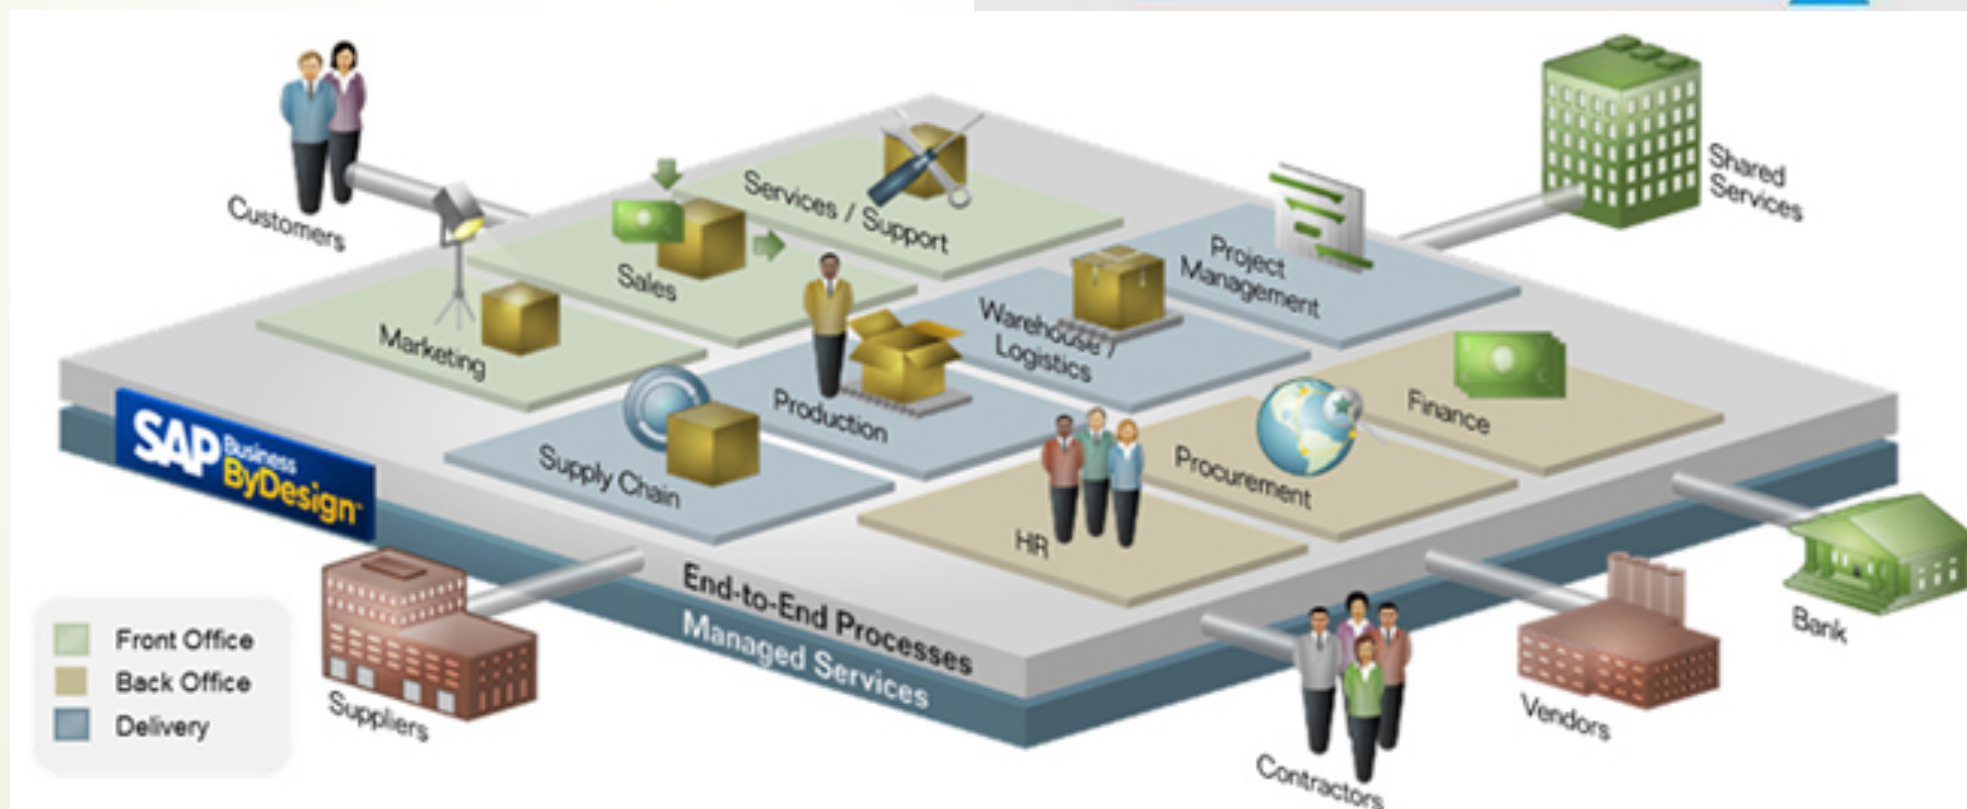 Customers
Services / Support
Shared
Services
Sales
Project
Management
Marketing
Warehouse /
Logistics
Production
Finance
Supply Chain
Procurement
HR
SAP Business
ByDesign™
End-to-End Processes
Managed Services
Front Office
Back Office
Delivery
Suppliers
Bank
Vendors
Contractors